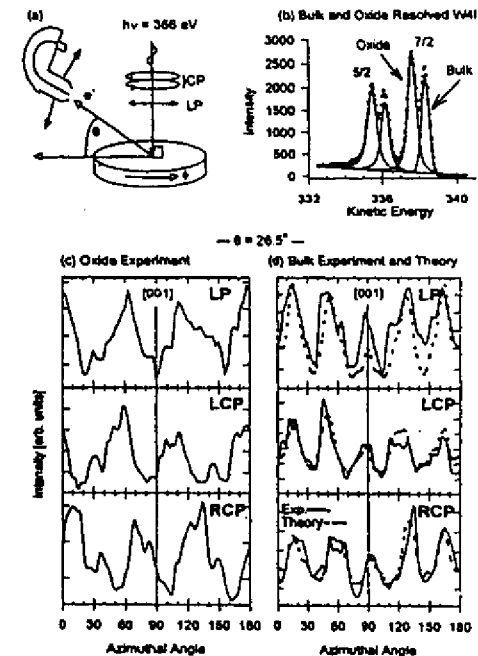 (a)
hν = 366 eV
CP
LP
e-
θ
ϕ
(b) Bulk and Oxide Resolved W4f
7/2
Oxide
5/2
Bulk
Intensity
3000
2500
2000
1500
1000
500
0
332 336 340
Kinetic Energy
--- θ = 26.5° ---
(c) Oxide Experiment
[001]
LP
LCP
RCP
Intensity [arb. units]
0 30 60 90 120 150 180
Azimuthal Angle
(d) Bulk Experiment and Theory
[001]
LP
LCP
Exp.
Theory
RCP
0 30 60 90 120 150 180
Azimuthal Angle